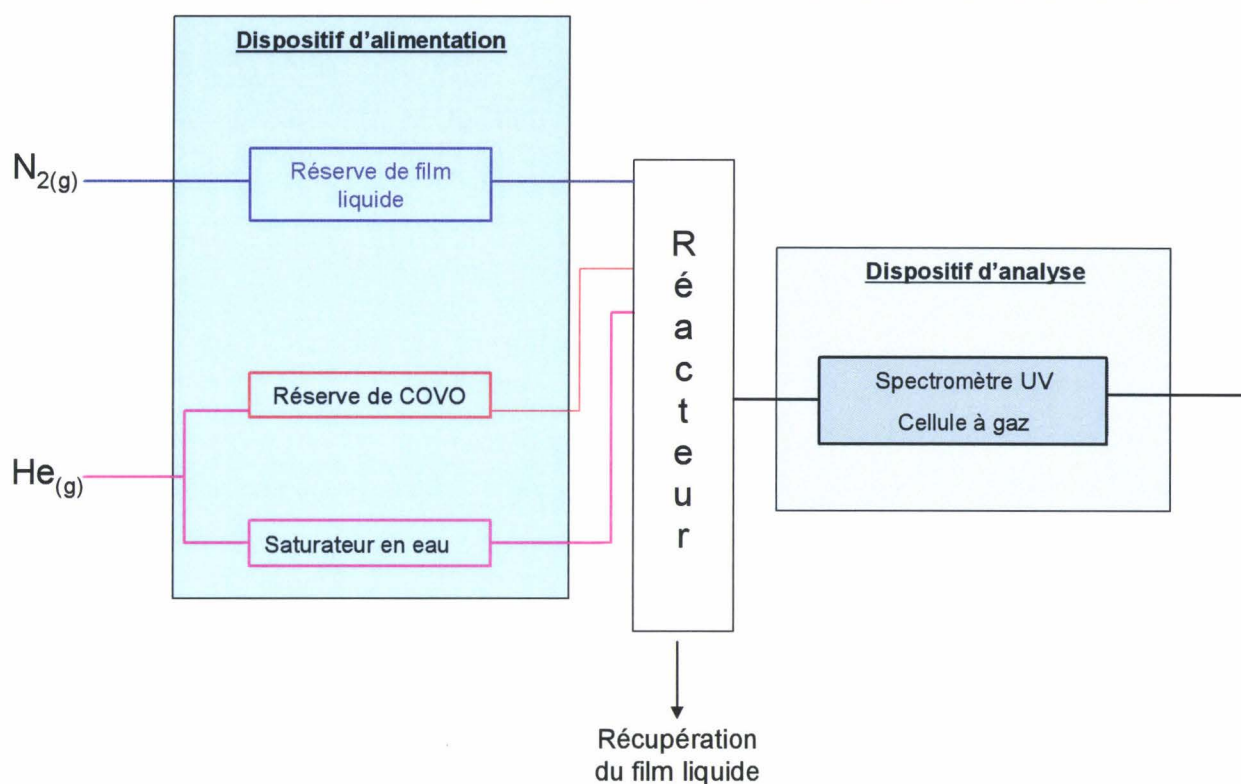 Dispositif d'alimentation
N2(g)
Réserve de film
liquide
Réserve de COVO
He(g)
Saturateur en eau
R
é
a
c
t
e
u
r
Dispositif d'analyse
Spectromètre UV
Cellule à gaz
Récupération
du film liquide